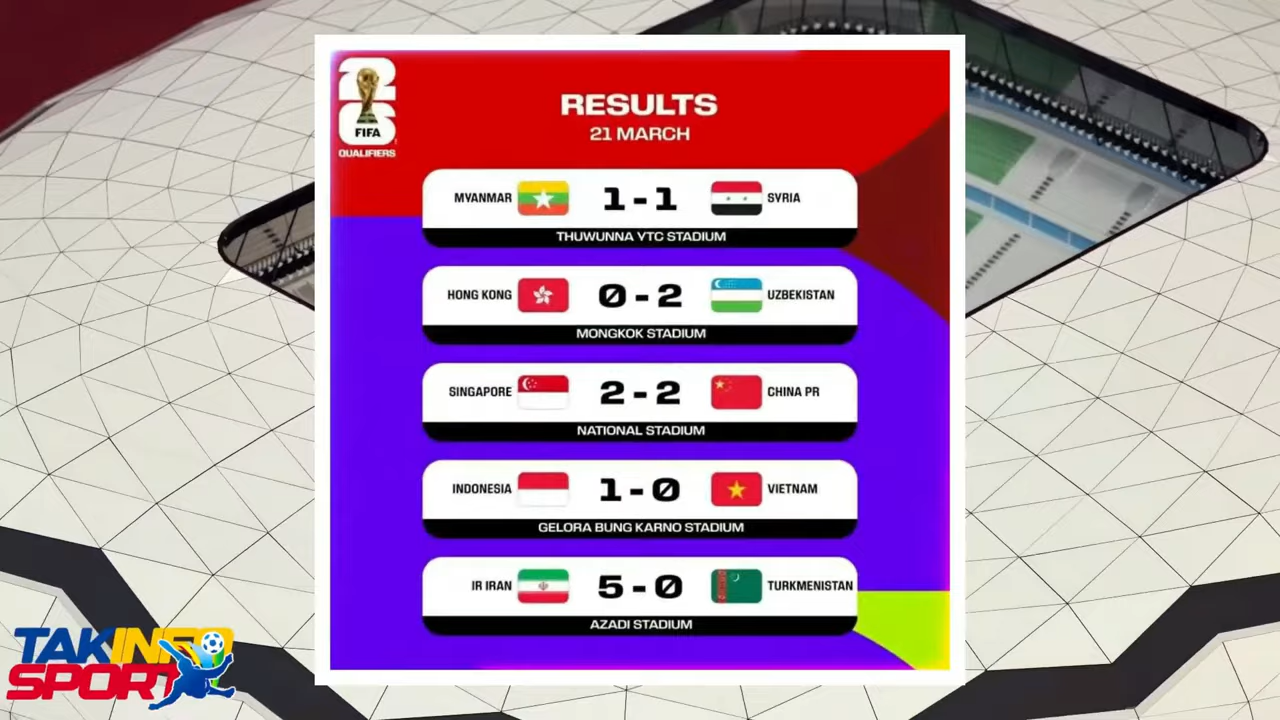 26
FIFA
QUALIFIERS
RESULTS
21 MARCH
MYANMAR 1 - 1 SYRIA
THUWUNNA YTC STADIUM
HONG KONG 0 - 2 UZBEKISTAN
MONGKOK STADIUM
SINGAPORE 2 - 2 CHINA PR
NATIONAL STADIUM
INDONESIA 1 - 0 VIETNAM
GELORA BUNG KARNO STADIUM
IR IRAN 5 - 0 TURKMENISTAN
AZADI STADIUM
TAKINFO
SPORT